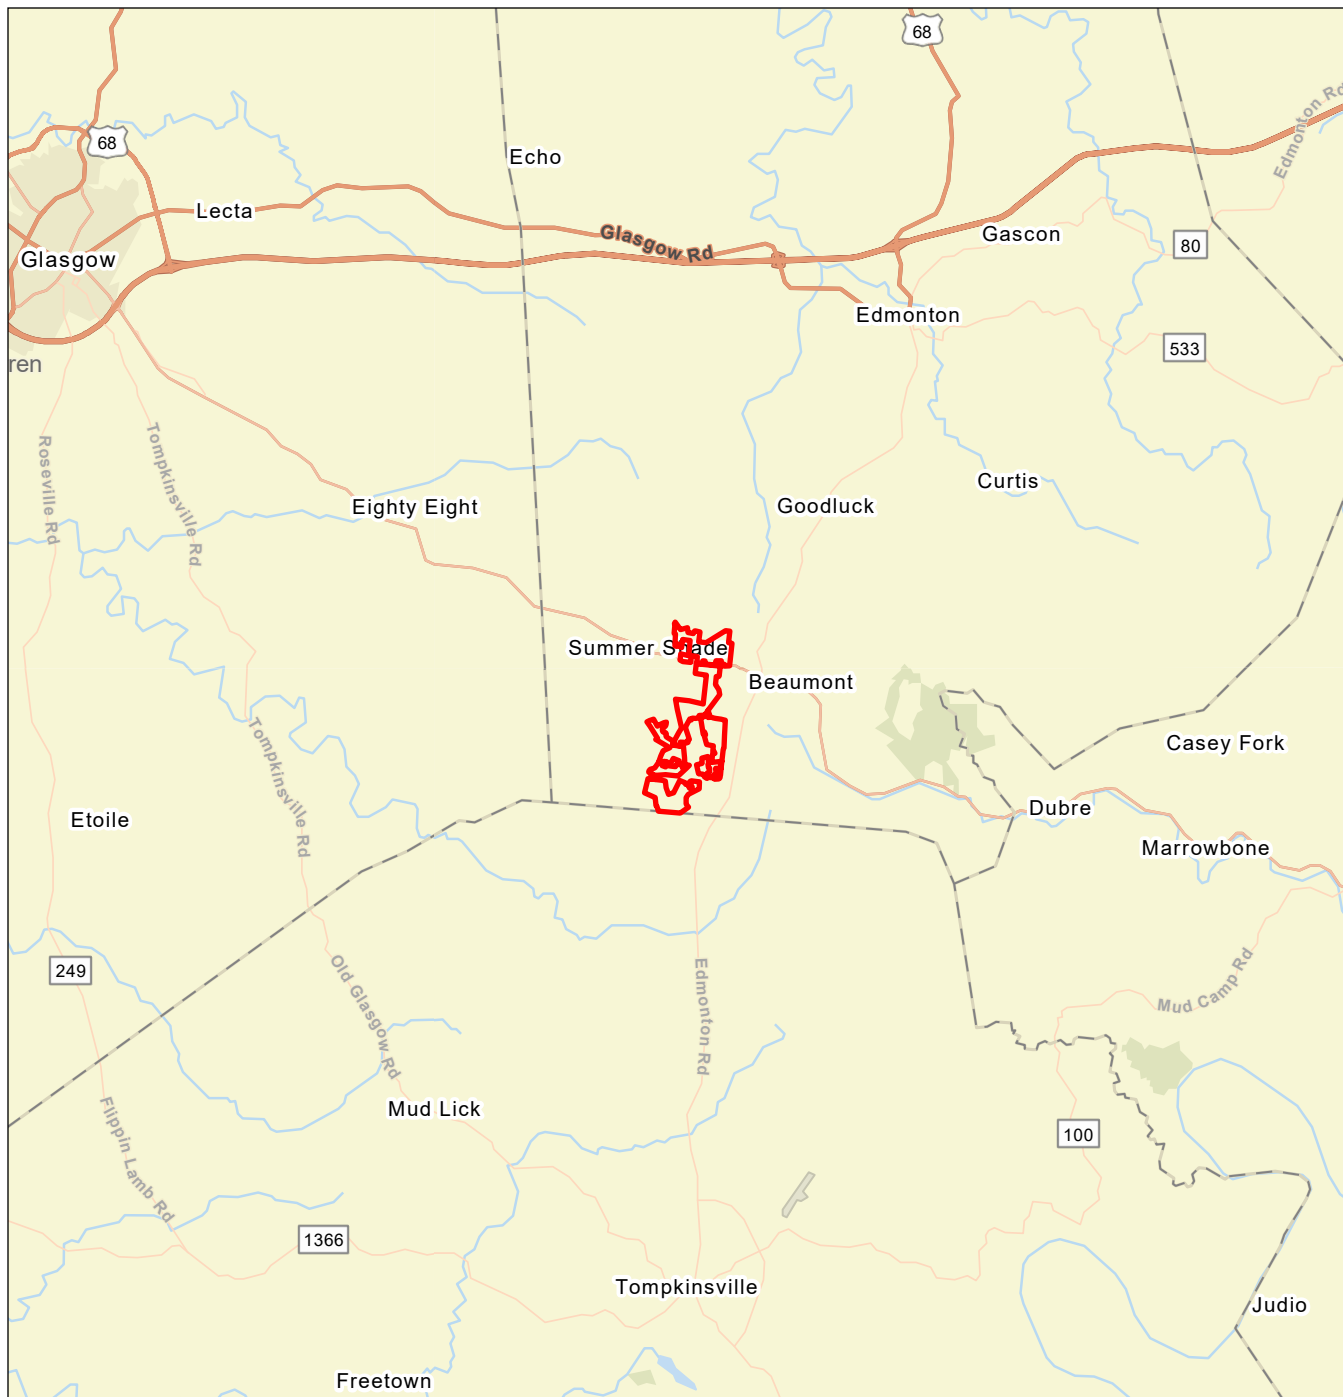 68
68
Echo
Edmonton Rd
Lecta
Glasgow Rd
Gascon
80
Glasgow
Edmonton
533
ren
Roseville Rd
Tompkinsville Rd
Eighty Eight
Goodluck
Curtis
Summer Shade
Beaumont
Casey Fork
Tompkinsville Rd
Etoile
Dubre
Marrowbone
249
Old Glasgow Rd
Edmonton Rd
Mud Camp Rd
Mud Lick
100
Flippin Lamb Rd
1366
Tompkinsville
Judio
Freetown